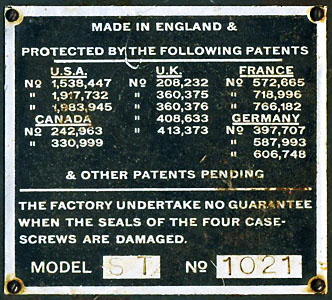 MADE IN ENGLAND &
PROTECTED BY THE FOLLOWING PATENTS
U.S.A. U.K. FRANCE
Nº 1,538,447 Nº 208,232 Nº 572,665
" 1,917,732 " 360,375 " 718,996
" 1,983,945 " 360,376 " 766,182
CANADA " 408,633 GERMANY
Nº 242,963 " 413,373 Nº 397,707
" 330,999 " 587,993
" 606,748
& OTHER PATENTS PENDING
THE FACTORY UNDERTAKE NO GUARANTEE
WHEN THE SEALS OF THE FOUR CASE-
SCREWS ARE DAMAGED.
MODEL ST Nº 1021